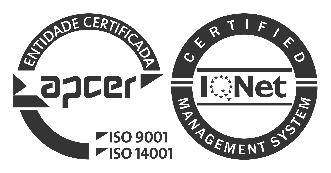 ENTIDADE CERTIFICADA
apcer
ISO 9001
ISO 14001
CERTIFIED
IQNet
MANAGEMENT SYSTEM